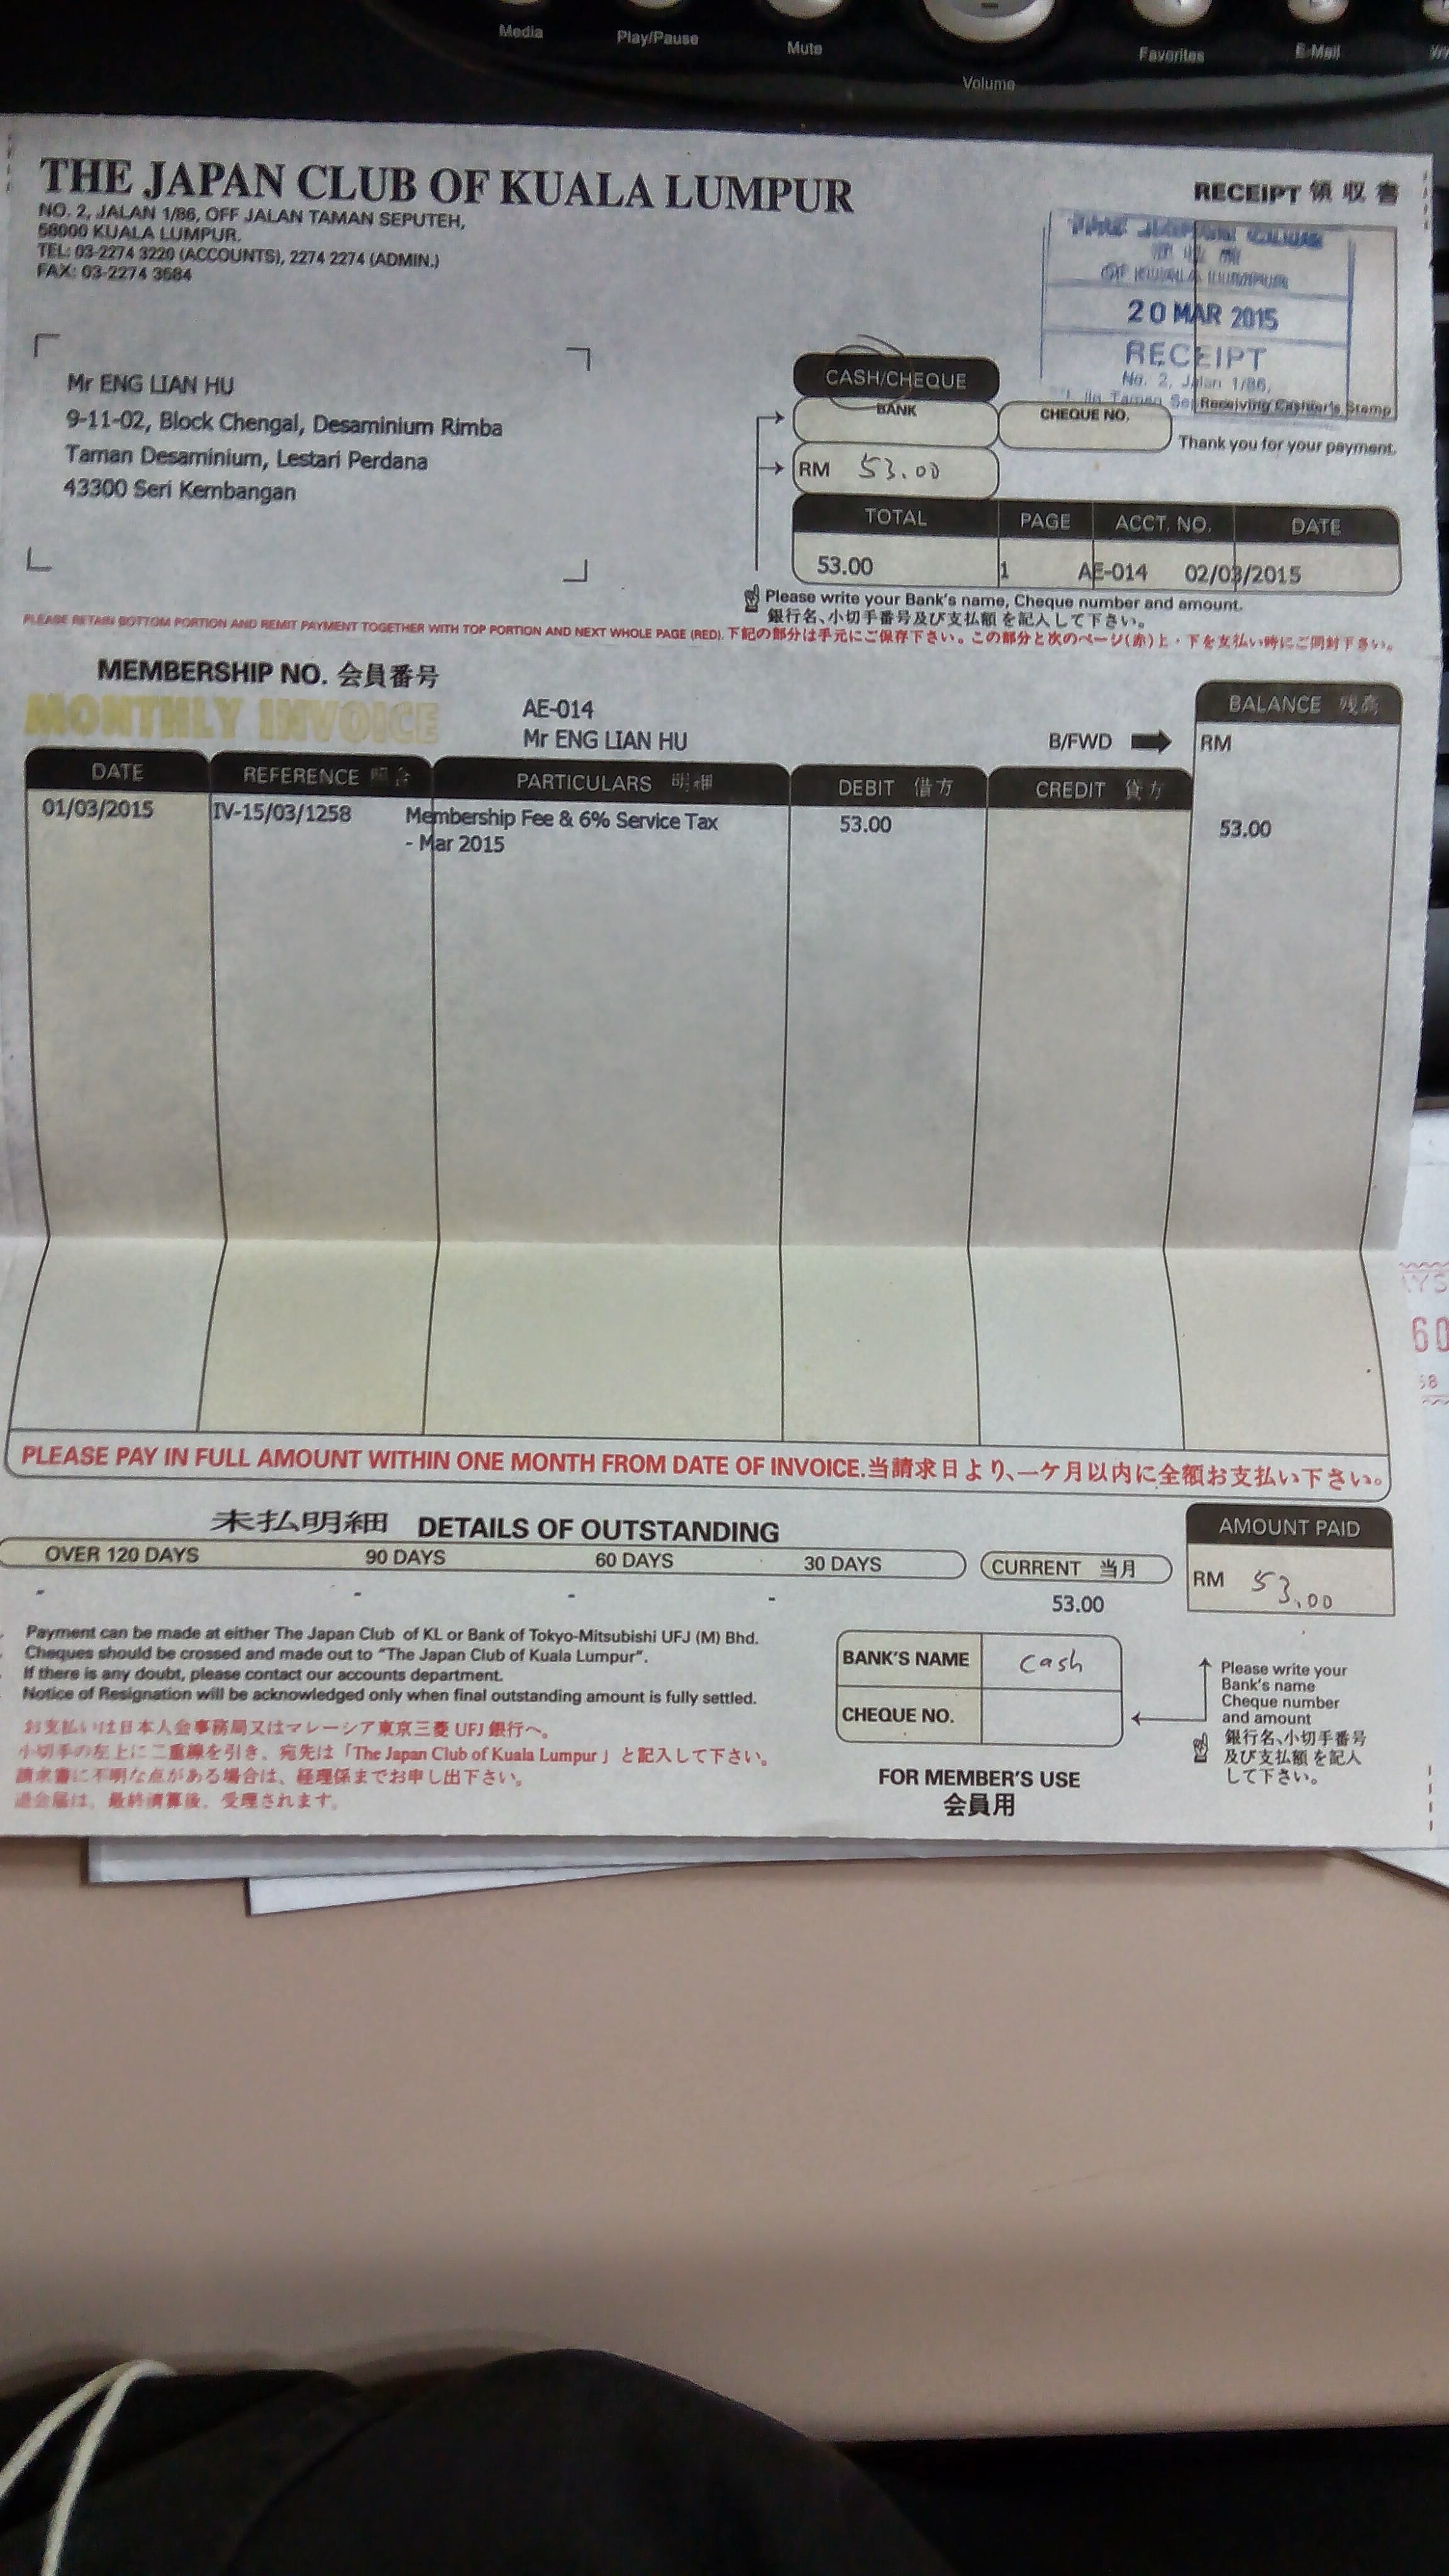 Media
Play/Pause
Mute
Volume
Favorites
E-Mail
THE JAPAN CLUB OF KUALA LUMPUR
NO. 2, JALAN 1/86, OFF JALAN TAMAN SEPUTEH,
58000 KUALA LUMPUR.
TEL: 03-2274 3220 (ACCOUNTS), 2274 2274 (ADMIN.)
FAX: 03-2274 3584
RECEIPT 領収書
THE JAPAN CLUB
OF KUALA LUMPUR
20 MAR 2015
RECEIPT
No. 2, Jalan 1/86,
Receiving Cashier's Stamp
Thank you for your payment.
Mr ENG LIAN HU
9-11-02, Block Chengal, Desaminium Rimba
Taman Desaminium, Lestari Perdana
43300 Seri Kembangan
CASH/CHEQUE
BANK
CHEQUE NO.
RM 53.00
TOTAL PAGE ACCT. NO. DATE
53.00 1 AE-014 02/03/2015
Please write your Bank's name, Cheque number and amount.
銀行名、小切手番号及び支払額を記入して下さい。
PLEASE RETAIN BOTTOM PORTION AND REMIT PAYMENT TOGETHER WITH TOP PORTION AND NEXT WHOLE PAGE (RED). 下記の部分は手元にご保存下さい。この部分と次のページ(赤)上・下を支払い時にご同封下さい。
MEMBERSHIP NO. 会員番号
MONTHLY INVOICE
AE-014
Mr ENG LIAN HU
B/FWD
BALANCE 残高
RM
DATE REFERENCE 照合 PARTICULARS 明細 DEBIT 借方 CREDIT 貸方
01/03/2015 IV-15/03/1258 Membership Fee & 6% Service Tax 53.00 53.00
- Mar 2015
PLEASE PAY IN FULL AMOUNT WITHIN ONE MONTH FROM DATE OF INVOICE.当請求日より、一ケ月以内に全額お支払い下さい。
未払明細 DETAILS OF OUTSTANDING
OVER 120 DAYS 90 DAYS 60 DAYS 30 DAYS CURRENT 当月
- - - - 53.00
AMOUNT PAID
RM 53.00
Payment can be made at either The Japan Club of KL or Bank of Tokyo-Mitsubishi UFJ (M) Bhd.
Cheques should be crossed and made out to "The Japan Club of Kuala Lumpur".
If there is any doubt, please contact our accounts department.
Notice of Resignation will be acknowledged only when final outstanding amount is fully settled.
お支払いは日本人会事務局又はマレーシア東京三菱 UFJ 銀行へ。
小切手の左上に二重線を引き、宛先は「The Japan Club of Kuala Lumpur」と記入して下さい。
請求書に不明な点がある場合は、経理係までお申し出下さい。
退会届は、最終清算後、受理されます。
BANK'S NAME cash
CHEQUE NO.
FOR MEMBER'S USE
会員用
Please write your
Bank's name
Cheque number
and amount
銀行名、小切手番号
及び支払額を記入
して下さい。
60
58